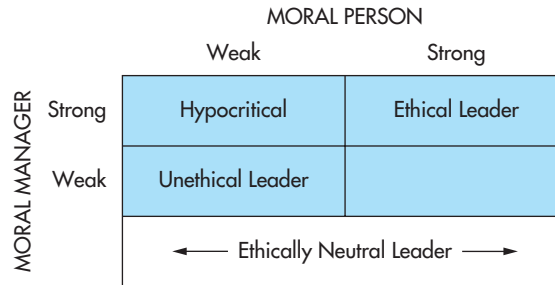 MORAL PERSON
Weak Strong
MORAL MANAGER
Strong Hypocritical Ethical Leader
Weak Unethical Leader
Ethically Neutral Leader